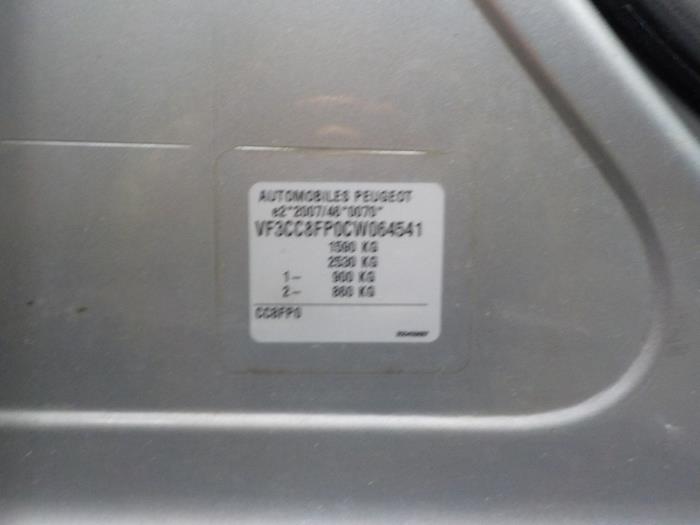 AUTOMOBILES PEUGEOT
e2*2007/46*0070*
VF3CC8FP0CW064541
1590 KG
2530 KG
1- 900 KG
2- 860 KG
CC8FP0